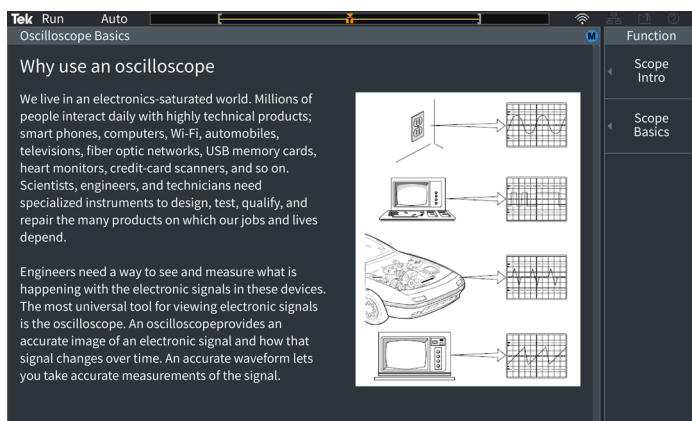 Tek Run Auto
Oscilloscope Basics
M
Function
Why use an oscilloscope
We live in an electronics-saturated world. Millions of
people interact daily with highly technical products;
smart phones, computers, Wi-Fi, automobiles,
televisions, fiber optic networks, USB memory cards,
heart monitors, credit-card scanners, and so on.
Scientists, engineers, and technicians need
specialized instruments to design, test, qualify, and
repair the many products on which our jobs and lives
depend.
Engineers need a way to see and measure what is
happening with the electronic signals in these devices.
The most universal tool for viewing electronic signals
is the oscilloscope. An oscilloscopeprovides an
accurate image of an electronic signal and how that
signal changes over time. An accurate waveform lets
you take accurate measurements of the signal.
Scope
Intro
Scope
Basics